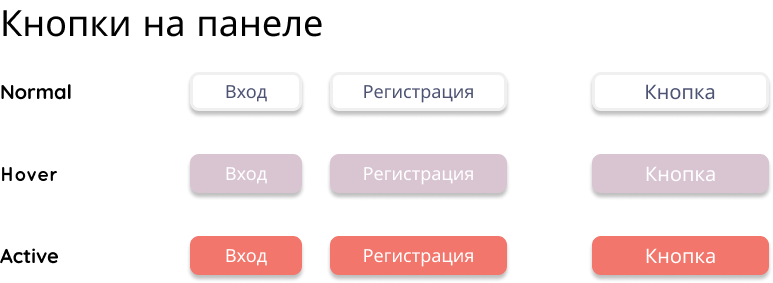 Кнопки на панеле
Normal Вход Регистрация Кнопка
Hover Вход Регистрация Кнопка
Active Вход Регистрация Кнопка